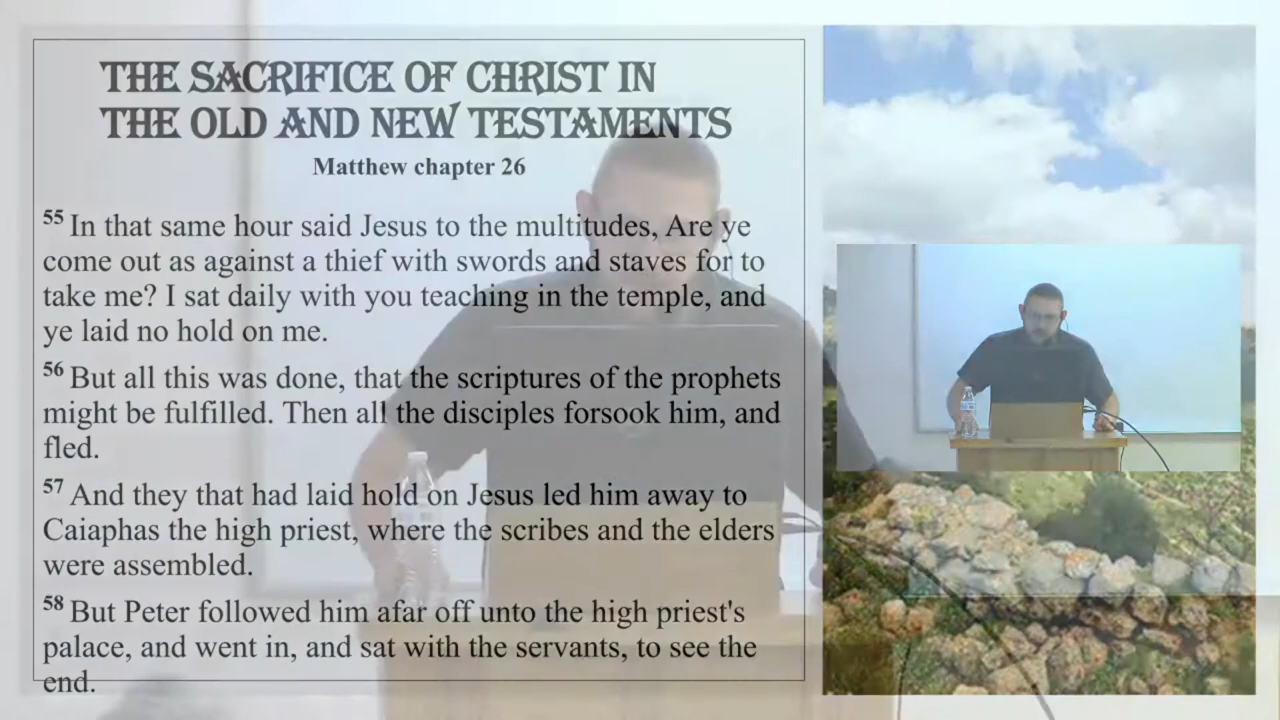 THE SACRIFICE OF CHRIST IN
THE OLD AND NEW TESTAMENTS
Matthew chapter 26
55 In that same hour said Jesus to the multitudes, Are ye
come out as against a thief with swords and staves for to
take me? I sat daily with you teaching in the temple, and
ye laid no hold on me.
56 But all this was done, that the scriptures of the prophets
might be fulfilled. Then all the disciples forsook him, and
fled.
57 And they that had laid hold on Jesus led him away to
Caiaphas the high priest, where the scribes and the elders
were assembled.
58 But Peter followed him afar off unto the high priest's
palace, and went in, and sat with the servants, to see the
end.